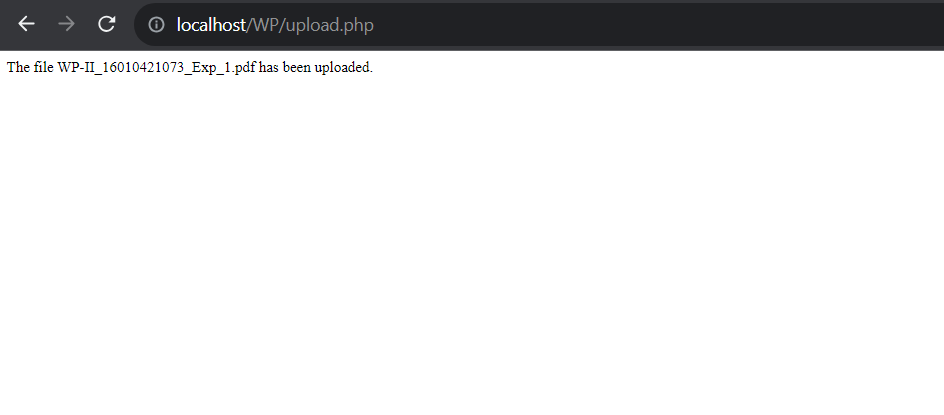 localhost/WP/upload.php
The file WP-II_16010421073_Exp_1.pdf has been uploaded.